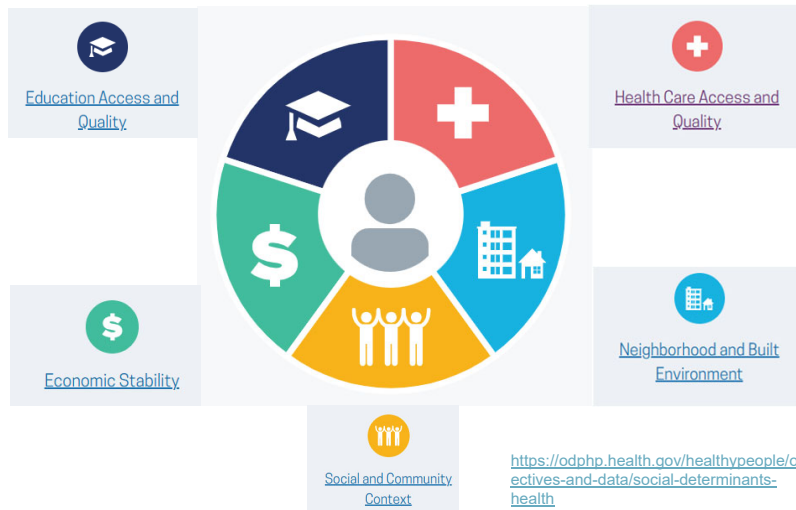 Education Access and
Quality
Health Care Access and
Quality
Economic Stability
Neighborhood and Built
Environment
Social and Community
Context
https://odphp.health.gov/healthypeople/o
ectives-and-data/social-determinants-
health